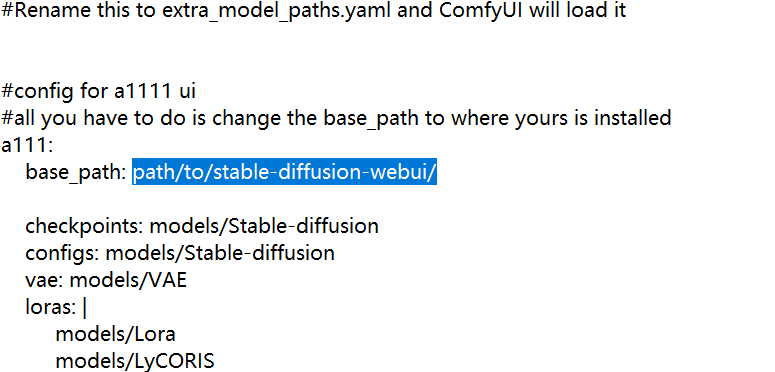 #Rename this to extra_model_paths.yaml and ComfyUI will load it
#config for a1111 ui
#all you have to do is change the base_path to where yours is installed
a111:
base_path: path/to/stable-diffusion-webui/
checkpoints: models/Stable-diffusion
configs: models/Stable-diffusion
vae: models/VAE
loras: |
models/Lora
models/LyCORIS